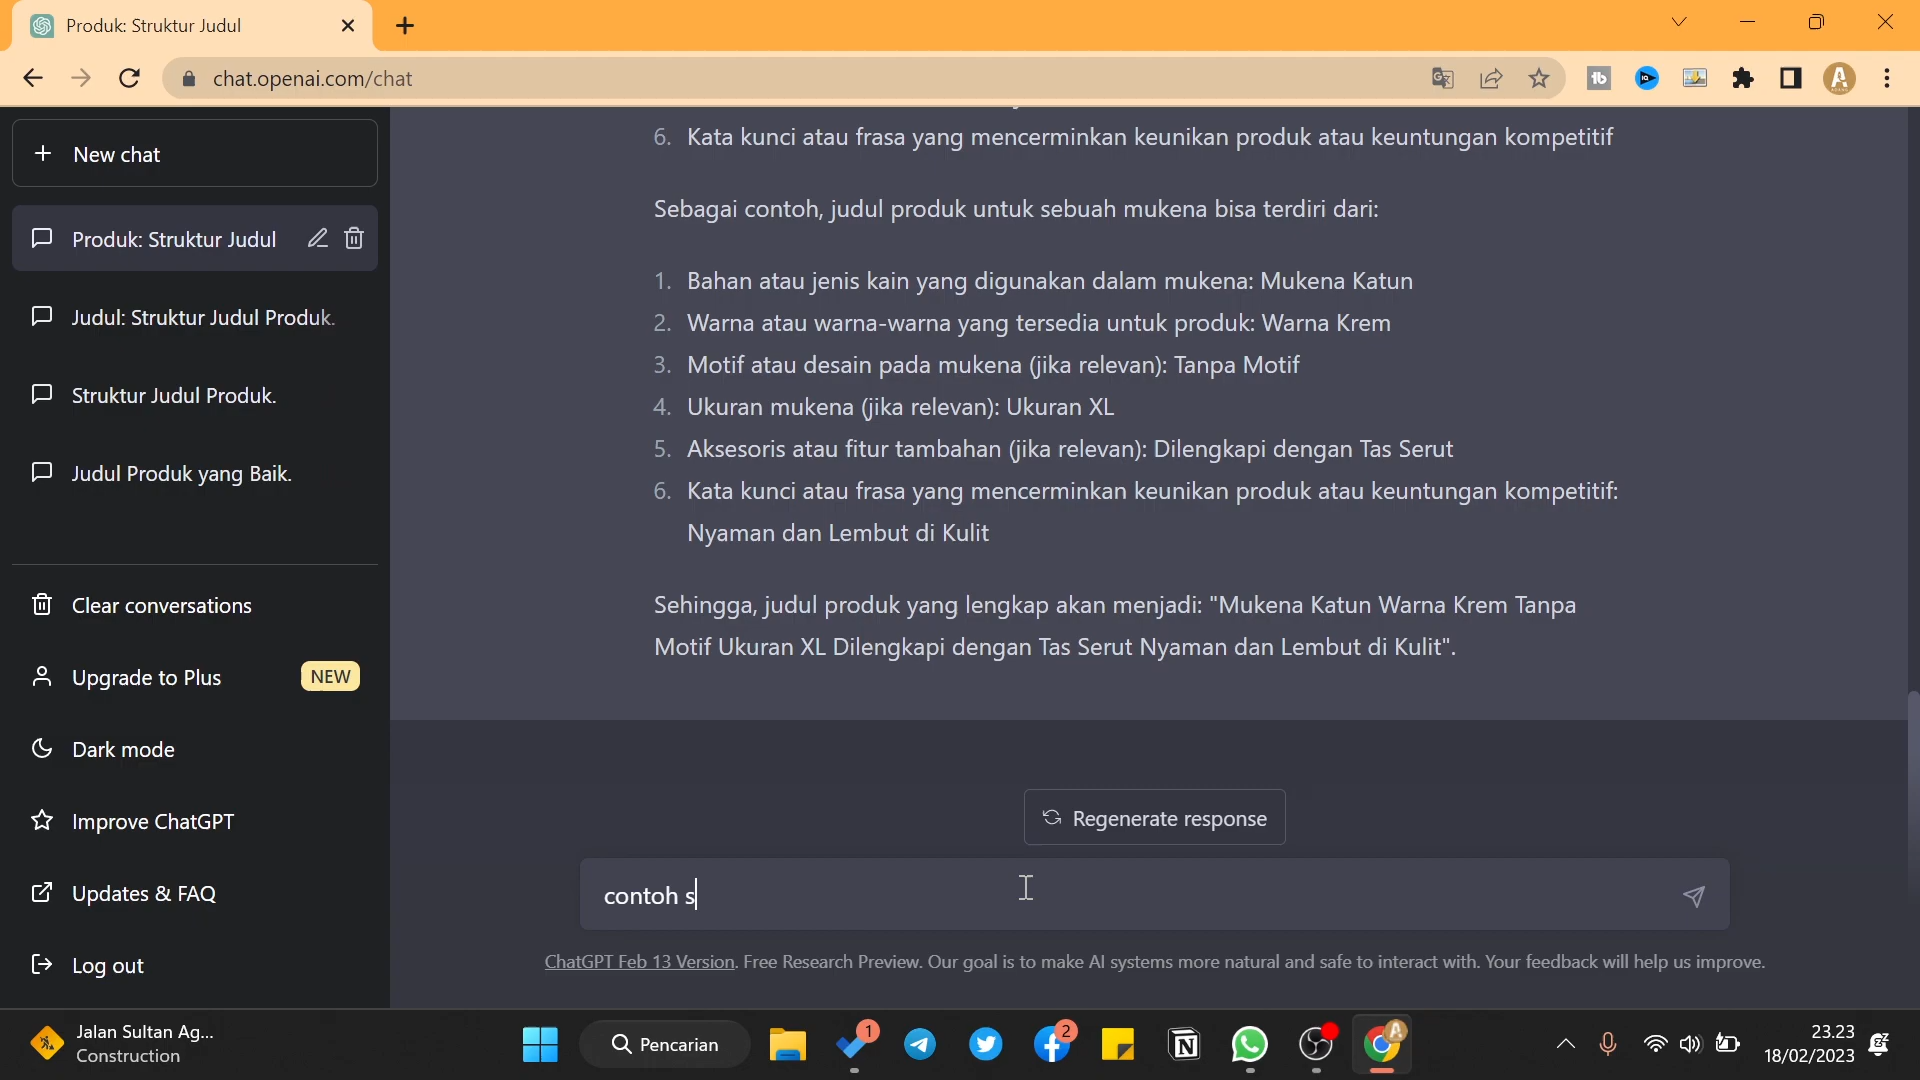 Produk: Struktur Judul
chat.openai.com/chat
New chat
Produk: Struktur Judul
Judul: Struktur Judul Produk.
Struktur Judul Produk.
Judul Produk yang Baik.
Clear conversations
Upgrade to Plus NEW
Dark mode
Improve ChatGPT
Updates & FAQ
Log out
6. Kata kunci atau frasa yang mencerminkan keunikan produk atau keuntungan kompetitif
Sebagai contoh, judul produk untuk sebuah mukena bisa terdiri dari:
1. Bahan atau jenis kain yang digunakan dalam mukena: Mukena Katun
2. Warna atau warna-warna yang tersedia untuk produk: Warna Krem
3. Motif atau desain pada mukena (jika relevan): Tanpa Motif
4. Ukuran mukena (jika relevan): Ukuran XL
5. Aksesoris atau fitur tambahan (jika relevan): Dilengkapi dengan Tas Serut
6. Kata kunci atau frasa yang mencerminkan keunikan produk atau keuntungan kompetitif:
Nyaman dan Lembut di Kulit
Sehingga, judul produk yang lengkap akan menjadi: "Mukena Katun Warna Krem Tanpa
Motif Ukuran XL Dilengkapi dengan Tas Serut Nyaman dan Lembut di Kulit".
Regenerate response
contoh s
ChatGPT Feb 13 Version. Free Research Preview. Our goal is to make AI systems more natural and safe to interact with. Your feedback will help us improve.
Jalan Sultan Ag...
Construction
Pencarian
1
2
23.23
18/02/2023